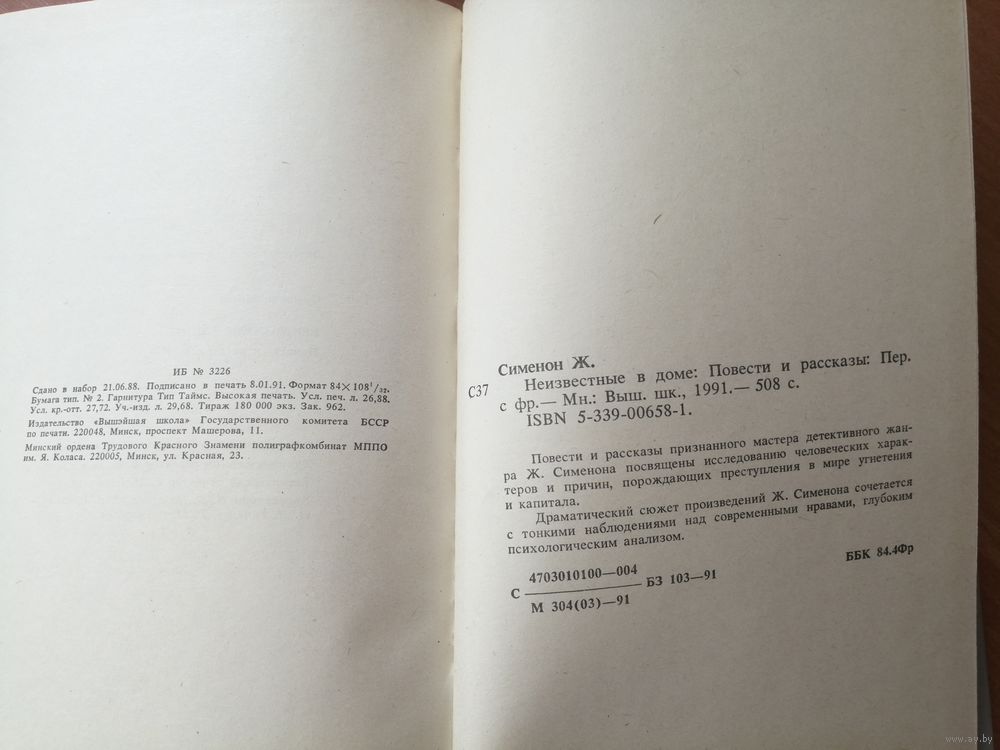 ИБ № 3226
Сдано в набор 21.06.88. Подписано в печать 8.01.91. Формат 84×108¹/₃₂.
Бумага тип. № 2. Гарнитура Тип Таймс. Высокая печать. Усл. печ. л. 26,88.
Усл. кр.-отт. 27,72. Уч.-изд. л. 29,68. Тираж 180 000 экз. Зак. 962.
Издательство «Вышэйшая школа» Государственного комитета БССР
по печати. 220048, Минск, проспект Машерова, 11.
Минский ордена Трудового Красного Знамени полиграфкомбинат МППО
им. Я. Коласа. 220005, Минск, ул. Красная, 23.
Сименон Ж.
С37 Неизвестные в доме: Повести и рассказы: Пер.
с фр.— Мн.: Выш. шк., 1991.— 508 с.
ISBN 5-339-00658-1.
Повести и рассказы признанного мастера детективного жан-
ра Ж. Сименона посвящены исследованию человеческих харак-
теров и причин, порождающих преступления в мире угнетения
и капитала.
Драматический сюжет произведений Ж. Сименона сочетается
с тонкими наблюдениями над современными нравами, глубоким
психологическим анализом.
С 4703010100—004
М 304(03)—91
БЗ 103—91
ББК 84.4Фр
www.ay.by